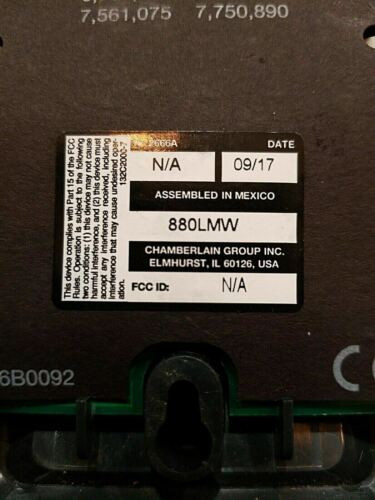 7,561,075 7,750,890
2666A
DATE
N/A 09/17
ASSEMBLED IN MEXICO
880LMW
CHAMBERLAIN GROUP INC.
ELMHURST, IL 60126, USA
FCC ID: N/A
This device complies with Part 15 of the FCC
Rules. Operation is subject to the following
two conditions: (1) this device may not cause
harmful interference, and (2) this device must
accept any interference received, including
interference that may cause undesired oper-
ation. 132C2000-7
6B0092
C